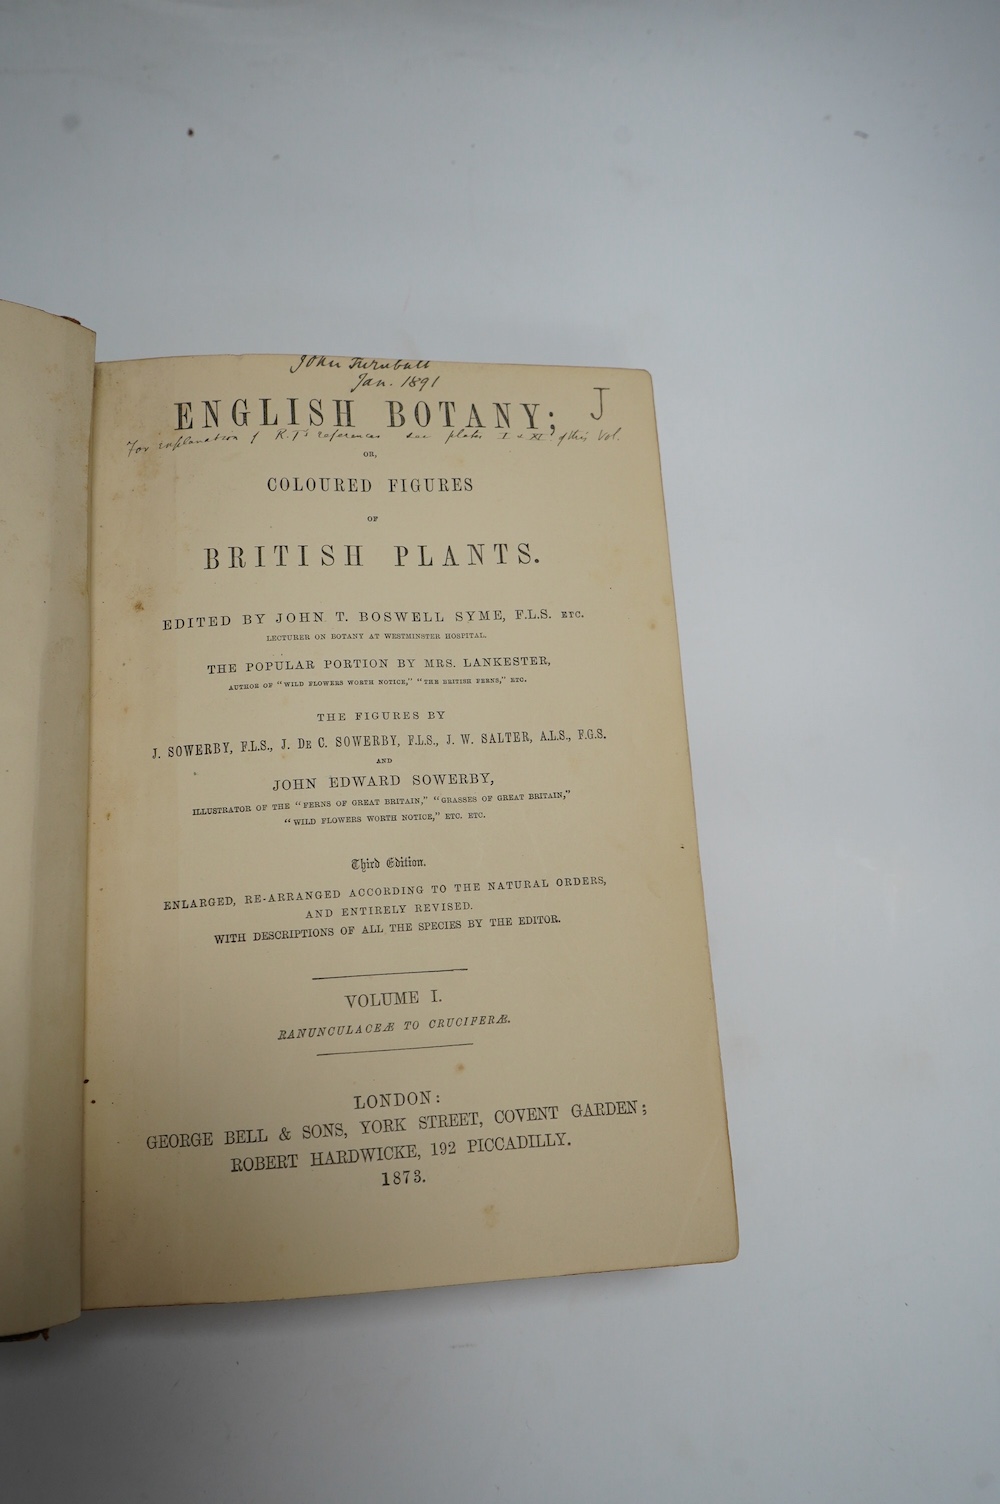 John Turnbull
Jan. 1891
J
ENGLISH BOTANY;
For explanation of R.T's references see plates I & XI of this Vol.
OR,
COLOURED FIGURES
OF
BRITISH PLANTS.
EDITED BY JOHN T. BOSWELL SYME, F.L.S. ETC.
LECTURER ON BOTANY AT WESTMINSTER HOSPITAL.
THE POPULAR PORTION BY MRS. LANKESTER,
AUTHOR OF "WILD FLOWERS WORTH NOTICE," "THE BRITISH FERNS," ETC.
THE FIGURES BY
J. SOWERBY, F.L.S., J. DE C. SOWERBY, F.L.S., J. W. SALTER, A.L.S., F.G.S.
AND
JOHN EDWARD SOWERBY,
ILLUSTRATOR OF THE "FERNS OF GREAT BRITAIN," "GRASSES OF GREAT BRITAIN,"
"WILD FLOWERS WORTH NOTICE," ETC. ETC.
Third Edition.
ENLARGED, RE-ARRANGED ACCORDING TO THE NATURAL ORDERS,
AND ENTIRELY REVISED.
WITH DESCRIPTIONS OF ALL THE SPECIES BY THE EDITOR.
VOLUME I.
RANUNCULACEÆ TO CRUCIFERÆ.
LONDON:
GEORGE BELL & SONS, YORK STREET, COVENT GARDEN;
ROBERT HARDWICKE, 192 PICCADILLY.
1873.